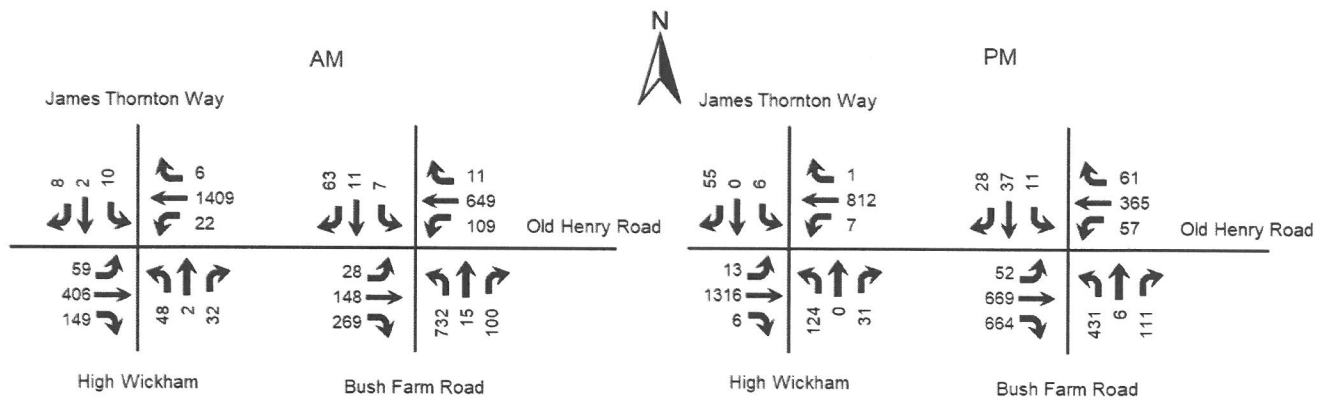 N
AM
PM
James Thornton Way
James Thornton Way
8 2 10
6
1409
22
63 11 7
11
649
109
Old Henry Road
55 0 6
1
812
7
28 37 11
61
365
57
Old Henry Road
59
406
149
48 2 32
28
148
269
732 15 100
13
1316
6
124 0 31
52
669
664
431 6 111
High Wickham
Bush Farm Road
High Wickham
Bush Farm Road